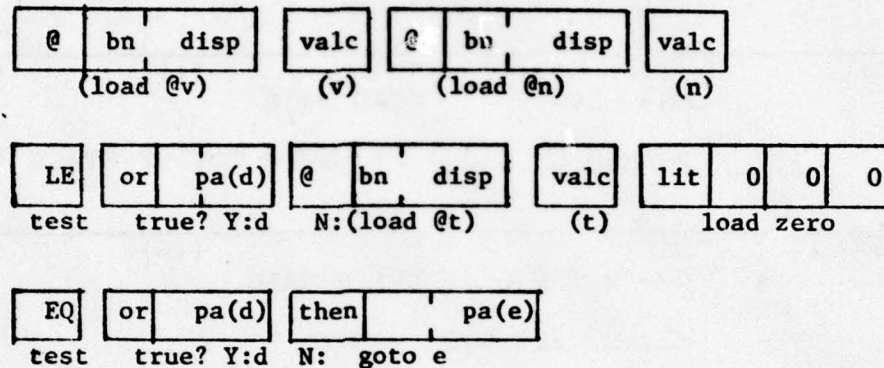 @ bn disp valc @ bn disp valc
(load @v) (v) (load @n) (n)
LE or pa(d) @ bn disp valc lit 0 0 0
test true? Y:d N:(load @t) (t) load zero
EQ or pa(d) then pa(e)
test true? Y:d N: goto e